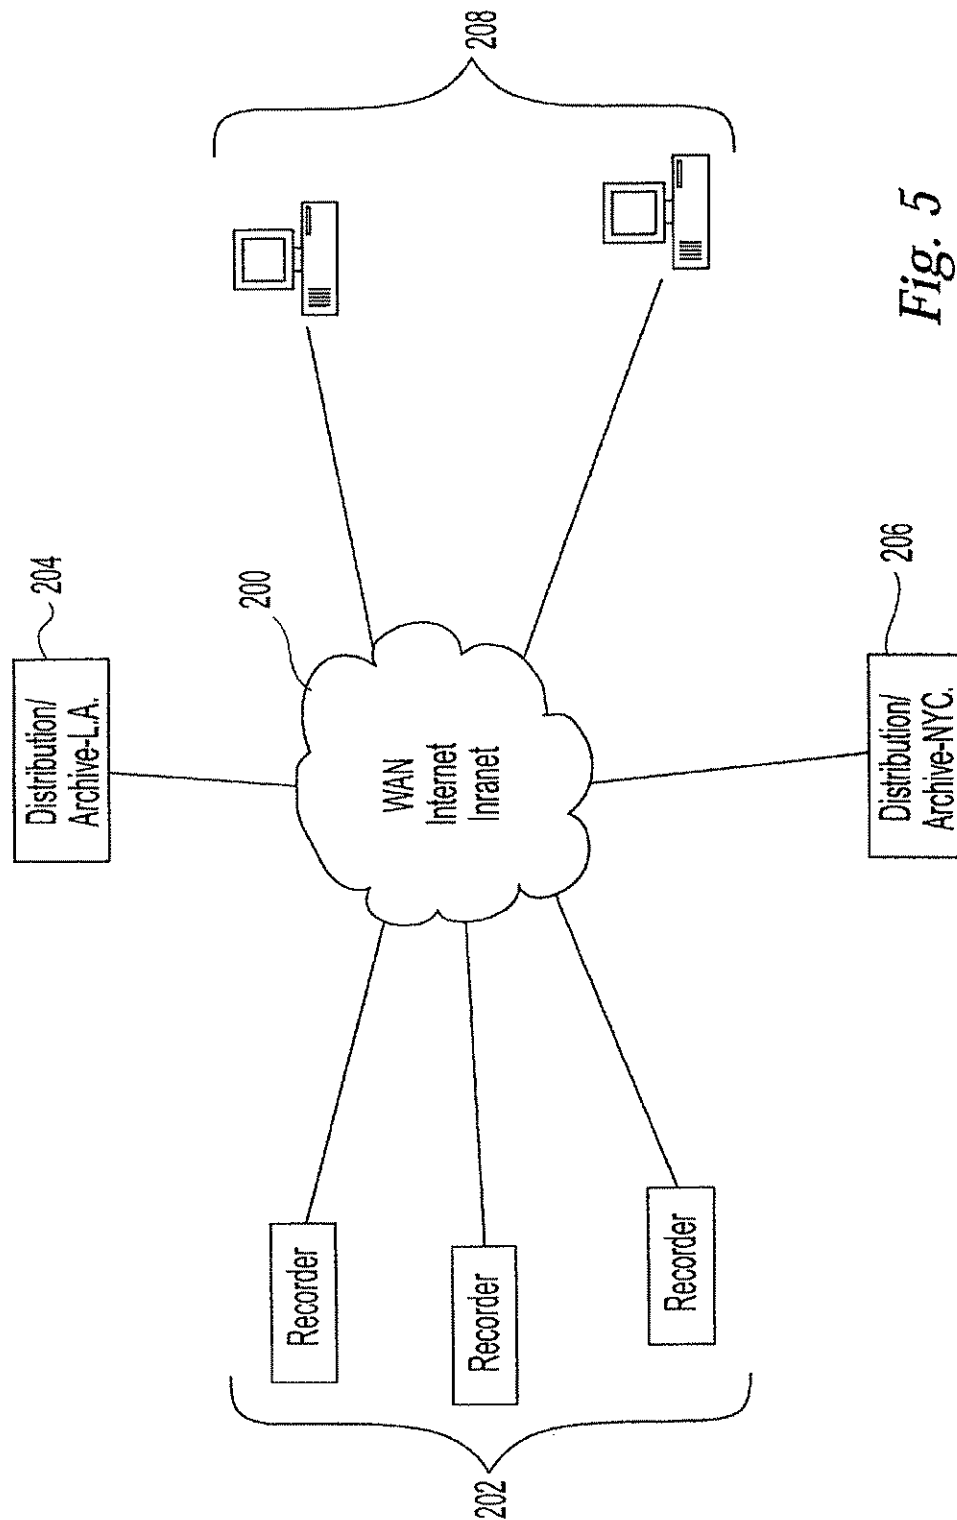 Distribution/
Archive-L.A.
204
200
WAN
Internet
Inranet
Recorder
Recorder
Recorder
202
208
Distribution/
Archive-NYC.
206
Fig. 5